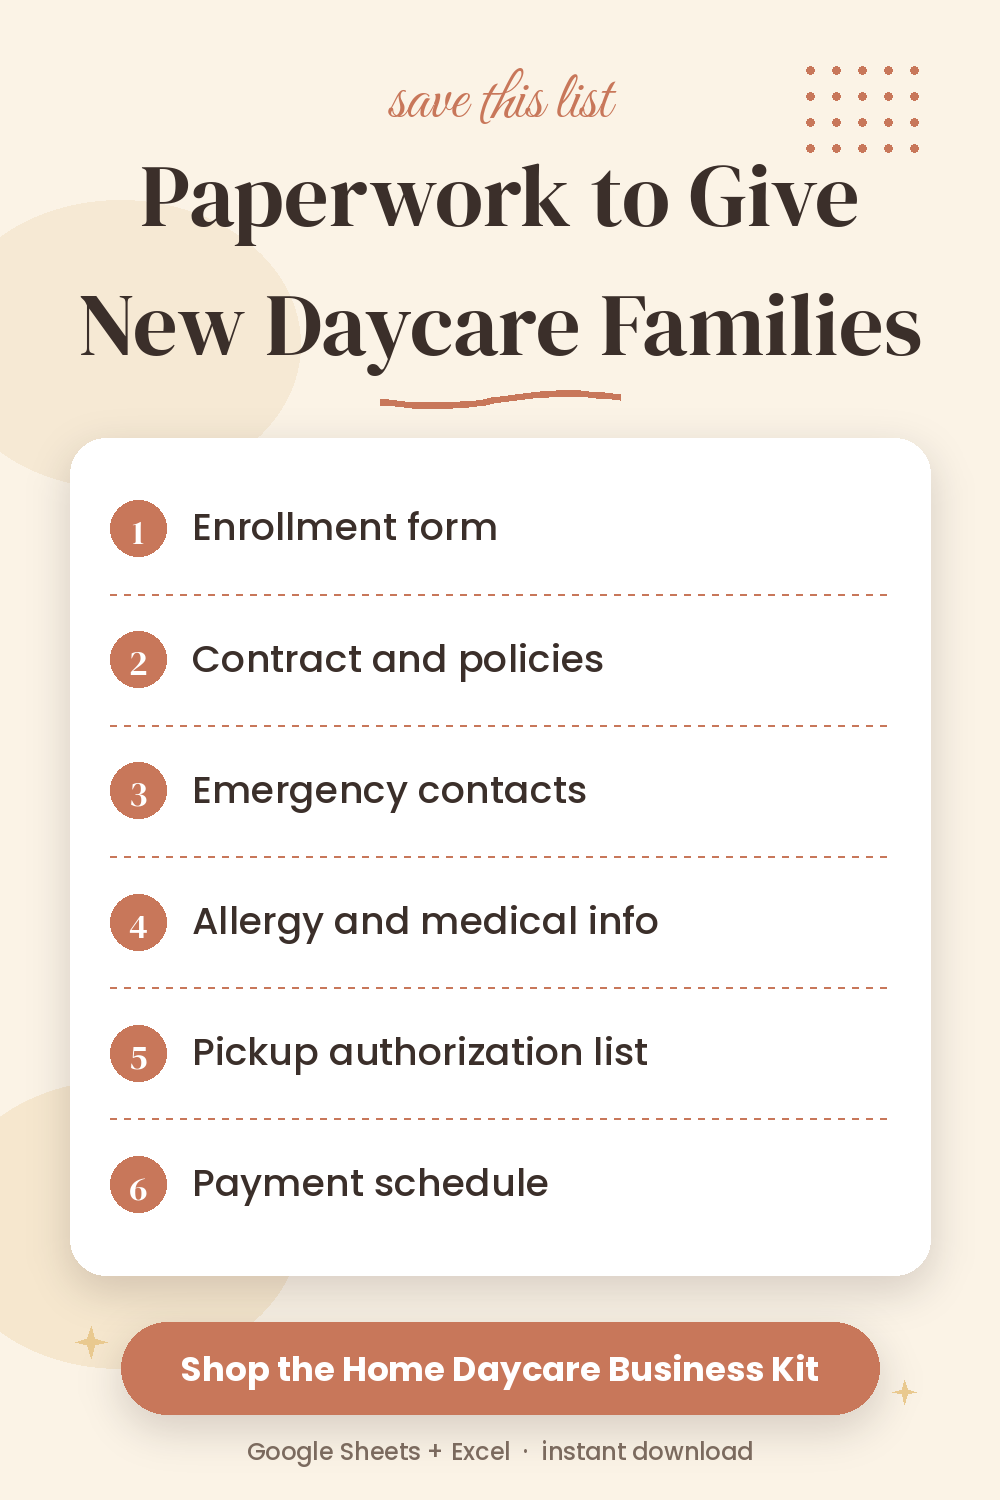 save this list
Paperwork to Give
New Daycare Families
1 Enrollment form
2 Contract and policies
3 Emergency contacts
4 Allergy and medical info
5 Pickup authorization list
6 Payment schedule
Shop the Home Daycare Business Kit
Google Sheets + Excel · instant download